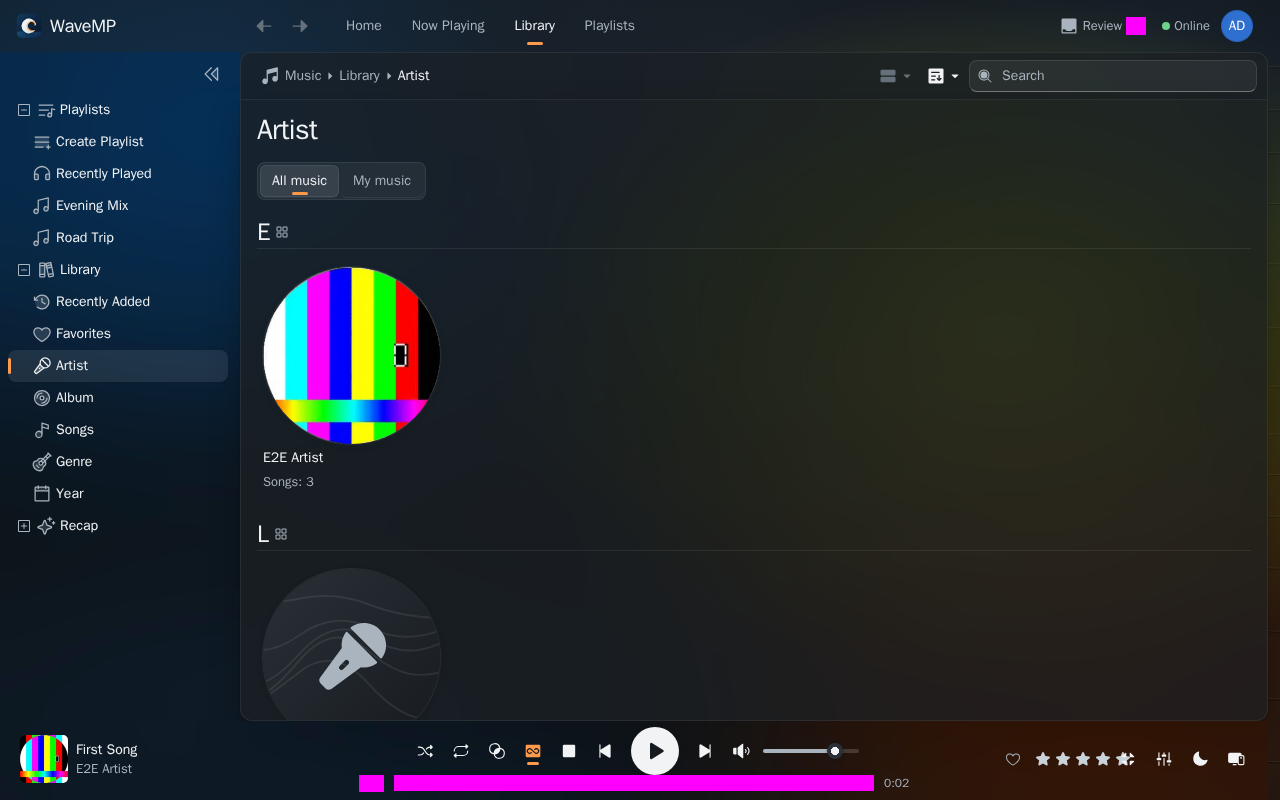 WaveMP
Home
Now Playing
Library
Playlists
Review
Online
AD
Playlists
Create Playlist
Recently Played
Evening Mix
Road Trip
Library
Recently Added
Favorites
Artist
Album
Songs
Genre
Year
Recap
Music
Library
Artist
Search
Artist
All music
My music
E
0
E2E Artist
Songs: 3
L
First Song
E2E Artist
0:02